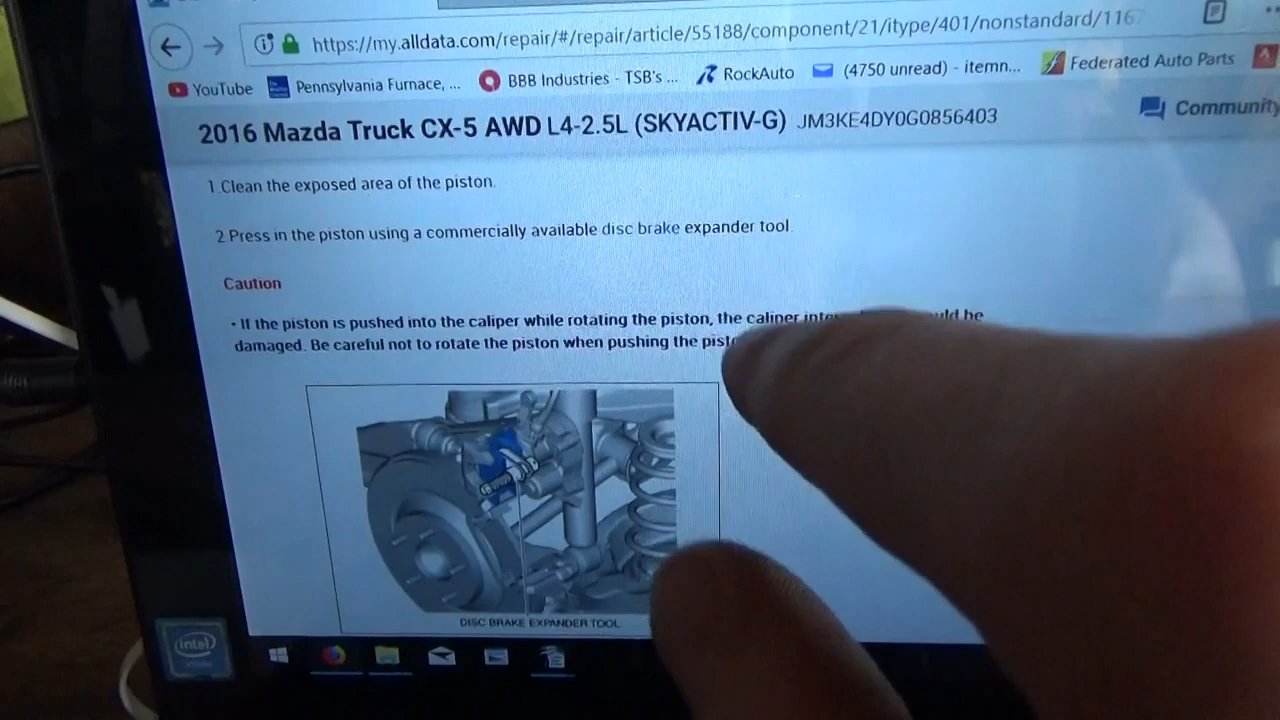 https://my.alldata.com/repair/#/repair/article/55188/component/21/itype/401/nonstandard/116
YouTube Pennsylvania Furnace, ... BBB Industries - TSB's ... RockAuto (4750 unread) - itemn... Federated Auto Parts
2016 Mazda Truck CX-5 AWD L4-2.5L (SKYACTIV-G) JM3KE4DY0G0856403 Community
1.Clean the exposed area of the piston.
2.Press in the piston using a commercially available disc brake expander tool.
Caution
• If the piston is pushed into the caliper while rotating the piston, the caliper be
damaged. Be careful not to rotate the piston when pushing the
DISC BRAKE EXPANDER TOOL
intel